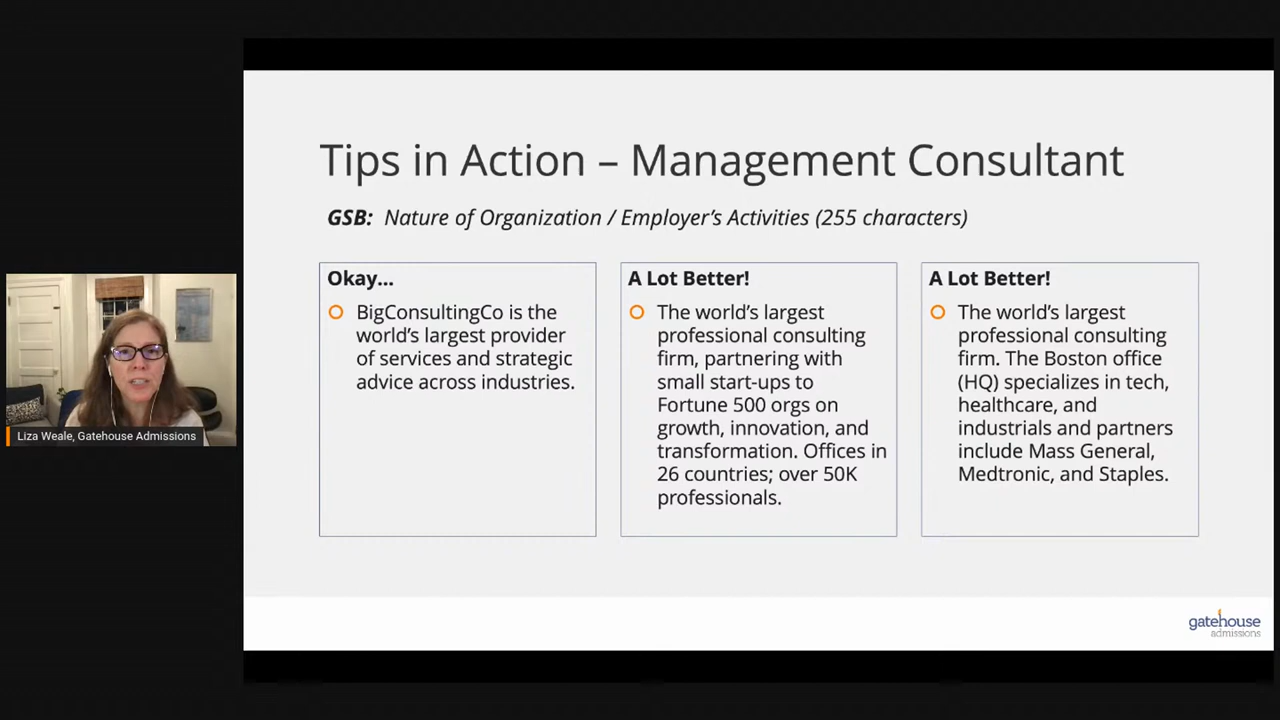 Tips in Action – Management Consultant
GSB: Nature of Organization / Employer's Activities (255 characters)
Okay...
BigConsultingCo is the
world's largest provider
of services and strategic
advice across industries.
A Lot Better!
The world's largest
professional consulting
firm, partnering with
small start-ups to
Fortune 500 orgs on
growth, innovation, and
transformation. Offices in
26 countries; over 50K
professionals.
A Lot Better!
The world's largest
professional consulting
firm. The Boston office
(HQ) specializes in tech,
healthcare, and
industrials and partners
include Mass General,
Medtronic, and Staples.
Liza Weale, Gatehouse Admissions
gatehouse
admissions